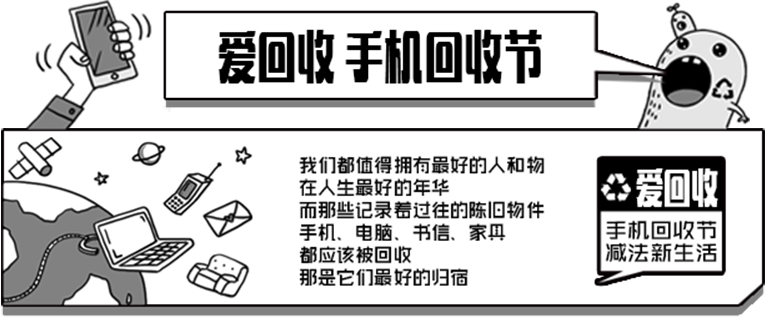 爱回收 手机回收节
我们都值得拥有最好的人和物
在人生最好的年华
而那些记录着过往的陈旧物件
手机、电脑、书信、家具
都应该被回收
那是它们最好的归宿
爱回收
手机回收节
减法新生活